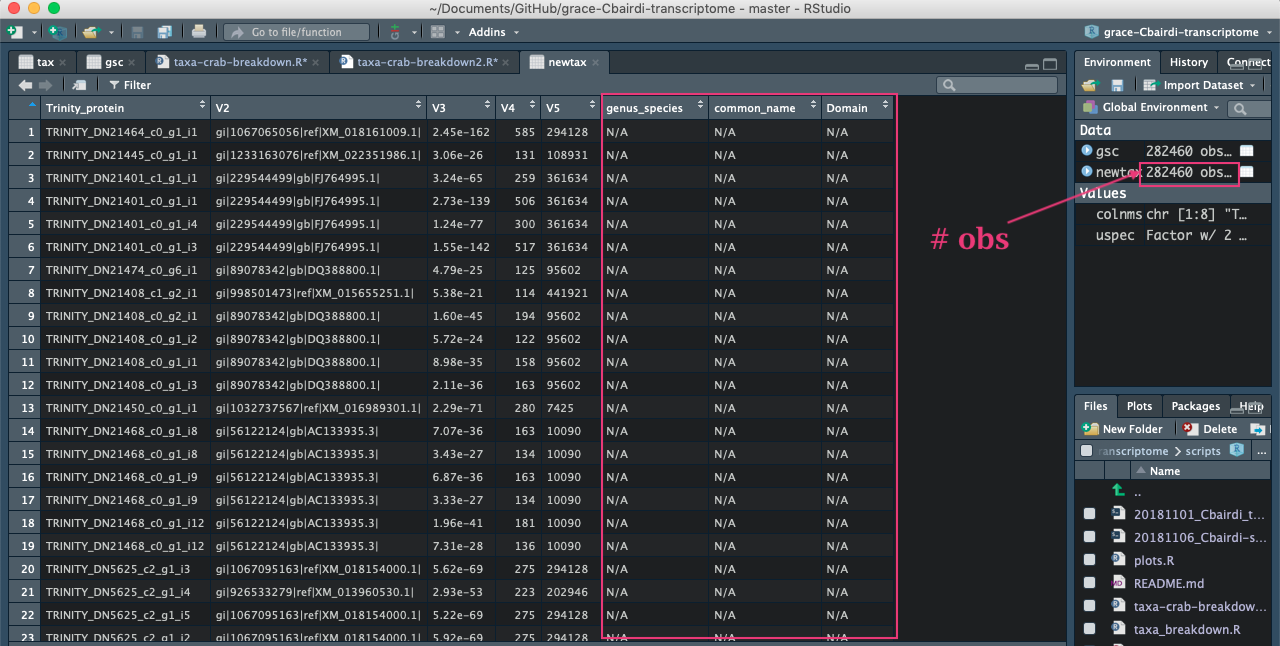 ~/Documents/GitHub/grace-Cbairdi-transcriptome - master - RStudio
Go to file/function Addins grace-Cbairdi-transcriptome
tax gsc taxa-crab-breakdown.R* taxa-crab-breakdown2.R* newtax
Filter
Trinity_protein V2 V3 V4 V5 genus_species common_name Domain
1 TRINITY_DN21464_c0_g1_i1 gi|1067065056|ref|XM_018161009.1| 2.45e-162 585 294128 N/A N/A N/A
2 TRINITY_DN21445_c0_g1_i1 gi|1233163076|ref|XM_022351986.1| 3.06e-26 131 108931 N/A N/A N/A
3 TRINITY_DN21401_c1_g1_i1 gi|229544499|gb|FJ764995.1| 3.62e-65 259 361634 N/A N/A N/A
4 TRINITY_DN21401_c0_g1_i1 gi|229544499|gb|FJ764995.1| 2.73e-139 506 361634 N/A N/A N/A
5 TRINITY_DN21401_c0_g1_i4 gi|229544499|gb|FJ764995.1| 1.24e-77 300 361634 N/A N/A N/A
6 TRINITY_DN21401_c0_g1_i3 gi|229544499|gb|FJ764995.1| 1.55e-142 517 361634 N/A N/A N/A
7 TRINITY_DN21474_c0_g6_i1 gi|89078342|gb|DQ388800.1| 4.79e-25 125 95602 N/A N/A N/A
8 TRINITY_DN21408_c1_g2_i1 gi|998501473|ref|XM_015655251.1| 5.38e-21 114 441921 N/A N/A N/A
9 TRINITY_DN21408_c0_g2_i1 gi|89078342|gb|DQ388800.1| 1.60e-45 194 95602 N/A N/A N/A
10 TRINITY_DN21408_c0_g1_i2 gi|89078342|gb|DQ388800.1| 5.72e-24 122 95602 N/A N/A N/A
11 TRINITY_DN21408_c0_g1_i1 gi|89078342|gb|DQ388800.1| 8.98e-35 158 95602 N/A N/A N/A
12 TRINITY_DN21408_c0_g1_i3 gi|89078342|gb|DQ388800.1| 2.11e-36 163 95602 N/A N/A N/A
13 TRINITY_DN21450_c0_g1_i1 gi|1032737567|ref|XM_016989301.1| 2.29e-71 280 7425 N/A N/A N/A
14 TRINITY_DN21468_c0_g1_i8 gi|56122124|gb|AC133935.3| 7.07e-36 163 10090 N/A N/A N/A
15 TRINITY_DN21468_c0_g1_i8 gi|56122124|gb|AC133935.3| 3.43e-27 134 10090 N/A N/A N/A
16 TRINITY_DN21468_c0_g1_i9 gi|56122124|gb|AC133935.3| 6.87e-36 163 10090 N/A N/A N/A
17 TRINITY_DN21468_c0_g1_i9 gi|56122124|gb|AC133935.3| 3.33e-27 134 10090 N/A N/A N/A
18 TRINITY_DN21468_c0_g1_i12 gi|56122124|gb|AC133935.3| 1.96e-41 181 10090 N/A N/A N/A
19 TRINITY_DN21468_c0_g1_i12 gi|56122124|gb|AC133935.3| 7.31e-28 136 10090 N/A N/A N/A
20 TRINITY_DN5625_c2_g1_i3 gi|1067095163|ref|XM_018154000.1| 5.62e-69 275 294128 N/A N/A N/A
21 TRINITY_DN5625_c2_g1_i4 gi|926533279|ref|XM_013960530.1| 2.93e-53 223 202946 N/A N/A N/A
22 TRINITY_DN5625_c2_g1_i5 gi|1067095163|ref|XM_018154000.1| 5.22e-69 275 294128 N/A N/A N/A
23 TRINITY_DN5625_c2_g1_i2 gi|1067095163|ref|XM_018154000.1| 5.92e-69 275 294128 N/A N/A N/A
# obs
Environment History Connect
Import Dataset
Global Environment
Data
gsc 282460 obs…
newtax 282460 obs…
Values
colnms chr [1:8] "T…
uspec Factor w/ 2 …
Files Plots Packages Help
New Folder Delete
ranscriptome scripts ...
Name
..
20181101_Cbairdi_t...
20181106_Cbairdi-s...
plots.R
README.md
taxa-crab-breakdow...
taxa_breakdown.R